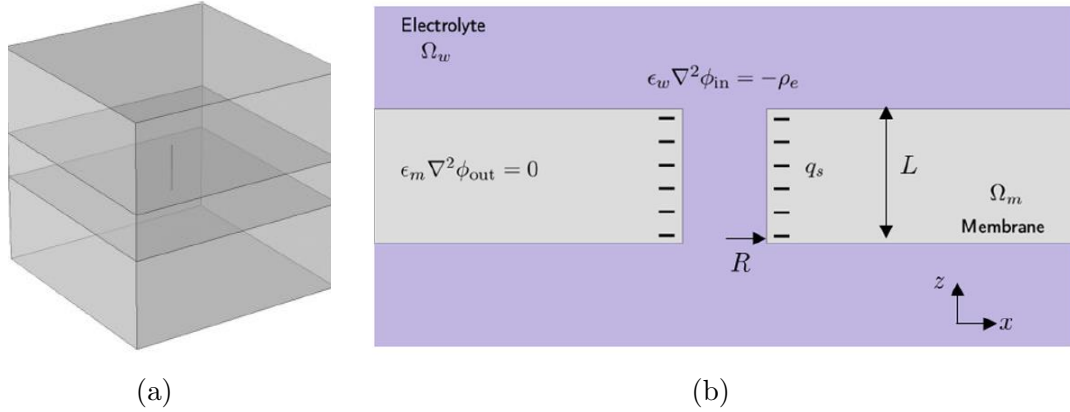 Electrolyte
Ω_w
ϵ_w∇²ϕ_in = −ρ_e
ϵ_m∇²ϕ_out = 0
q_s
L
Ω_m
Membrane
R
z
x
(a)
(b)